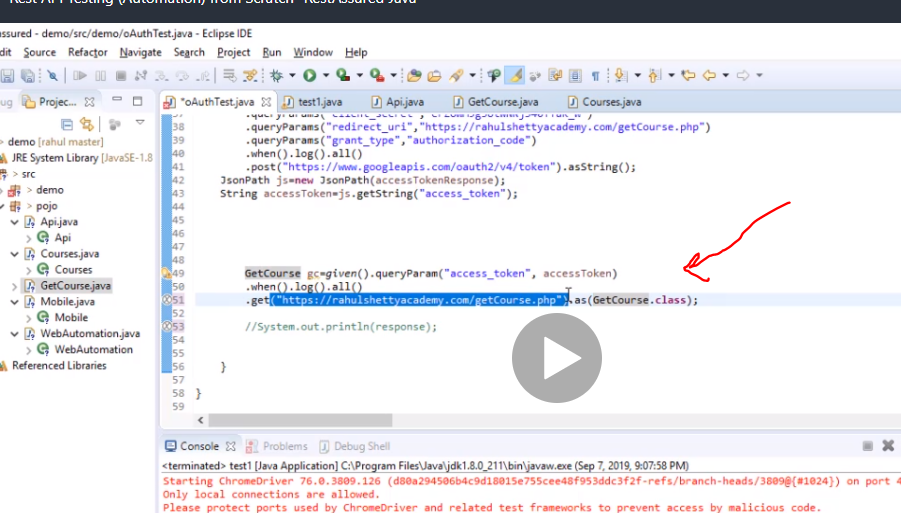 Rest API Testing (Automation) from Scratch- RestAssured Java
assured - demo/src/demo/oAuthTest.java - Eclipse IDE
dit Source Refactor Navigate Search Project Run Window Help
ug Projec... *oAuthTest.java test1.java Api.java GetCourse.java Courses.java
demo [rahul master]
JRE System Library [JavaSE-1.8
src
demo
pojo
Api.java
Api
Courses.java
Courses
GetCourse.java
Mobile.java
Mobile
WebAutomation.java
WebAutomation
Referenced Libraries
38 .queryParams("redirect_uri","https://rahulshettyacademy.com/getCourse.php")
39 .queryParams("grant_type","authorization_code")
40 .when().log().all()
41 .post("https://www.googleapis.com/oauth2/v4/token").asString();
42 JsonPath js=new JsonPath(accessTokenResponse);
43 String accessToken=js.getString("access_token");
44
45
46
47
48
49 GetCourse gc=given().queryParam("access_token", accessToken)
50 .when().log().all()
51 .get("https://rahulshettyacademy.com/getCourse.php").as(GetCourse.class);
52
53 //System.out.println(response);
54
55
56 }
57
58 }
59
Console Problems Debug Shell
<terminated> test1 [Java Application] C:\Program Files\Java\jdk1.8.0_211\bin\javaw.exe (Sep 7, 2019, 9:07:58 PM)
Starting ChromeDriver 76.0.3809.126 (d80a294506b4c9d18015e755cee48f953ddc3f2f-refs/branch-heads/3809@{#1024}) on port 4
Only local connections are allowed.
Please protect ports used by ChromeDriver and related test frameworks to prevent access by malicious code.